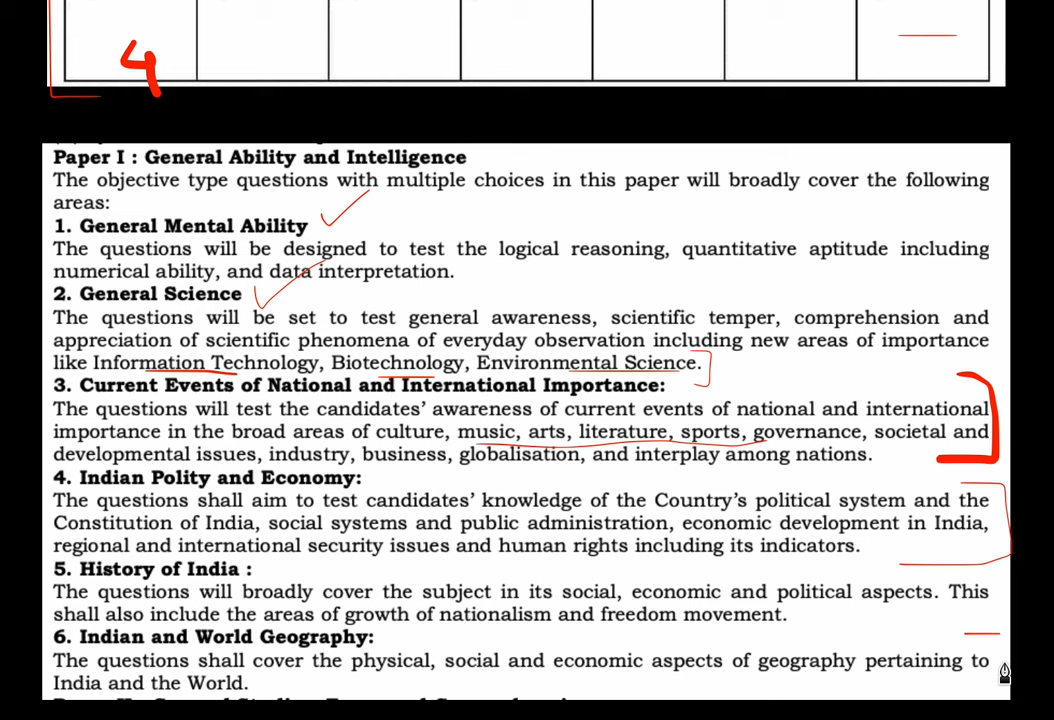 4
Paper I : General Ability and Intelligence
The objective type questions with multiple choices in this paper will broadly cover the following
areas:
1. General Mental Ability
The questions will be designed to test the logical reasoning, quantitative aptitude including
numerical ability, and data interpretation.
2. General Science
The questions will be set to test general awareness, scientific temper, comprehension and
appreciation of scientific phenomena of everyday observation including new areas of importance
like Information Technology, Biotechnology, Environmental Science.
3. Current Events of National and International Importance:
The questions will test the candidates’ awareness of current events of national and international
importance in the broad areas of culture, music, arts, literature, sports, governance, societal and
developmental issues, industry, business, globalisation, and interplay among nations.
4. Indian Polity and Economy:
The questions shall aim to test candidates’ knowledge of the Country’s political system and the
Constitution of India, social systems and public administration, economic development in India,
regional and international security issues and human rights including its indicators.
5. History of India :
The questions will broadly cover the subject in its social, economic and political aspects. This
shall also include the areas of growth of nationalism and freedom movement.
6. Indian and World Geography:
The questions shall cover the physical, social and economic aspects of geography pertaining to
India and the World.